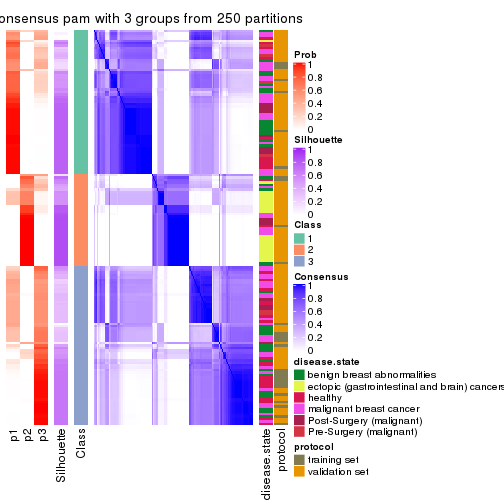 onsensus pam with 3 groups from 250 partitions
Prob
1
0.8
0.6
0.4
0.2
0
Silhouette
1
0.8
0.6
0.4
0.2
0
Class
1
2
3
Consensus
1
0.8
0.6
0.4
0.2
0
disease.state
benign breast abnormalities
ectopic (gastrointestinal and brain) cancers
healthy
malignant breast cancer
Post-Surgery (malignant)
Pre-Surgery (malignant)
protocol
training set
validation set
p1
p2
p3
Silhouette
Class
disease.state
protocol